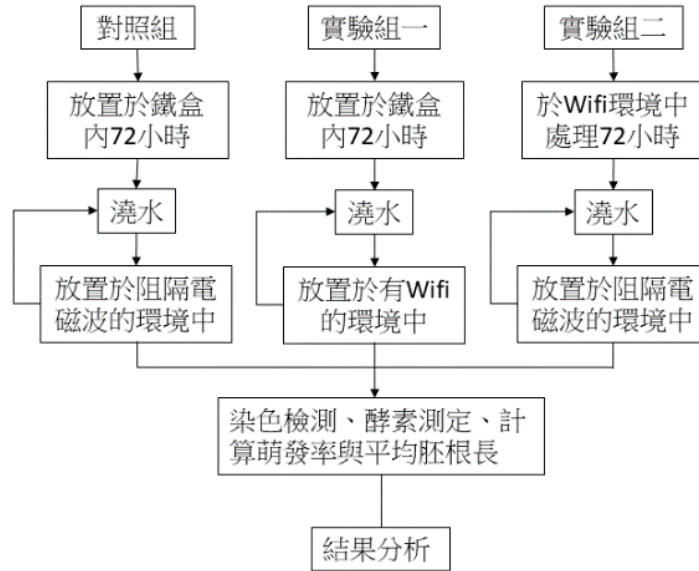 對照組
實驗組一
實驗組二
放置於鐵盒
內72小時
放置於鐵盒
內72小時
於Wifi環境中
處理72小時
澆水
澆水
澆水
放置於阻隔電
磁波的環境中
放置於有Wifi
的環境中
放置於阻隔電
磁波的環境中
染色檢測、酵素測定、計
算萌發率與平均胚根長
結果分析